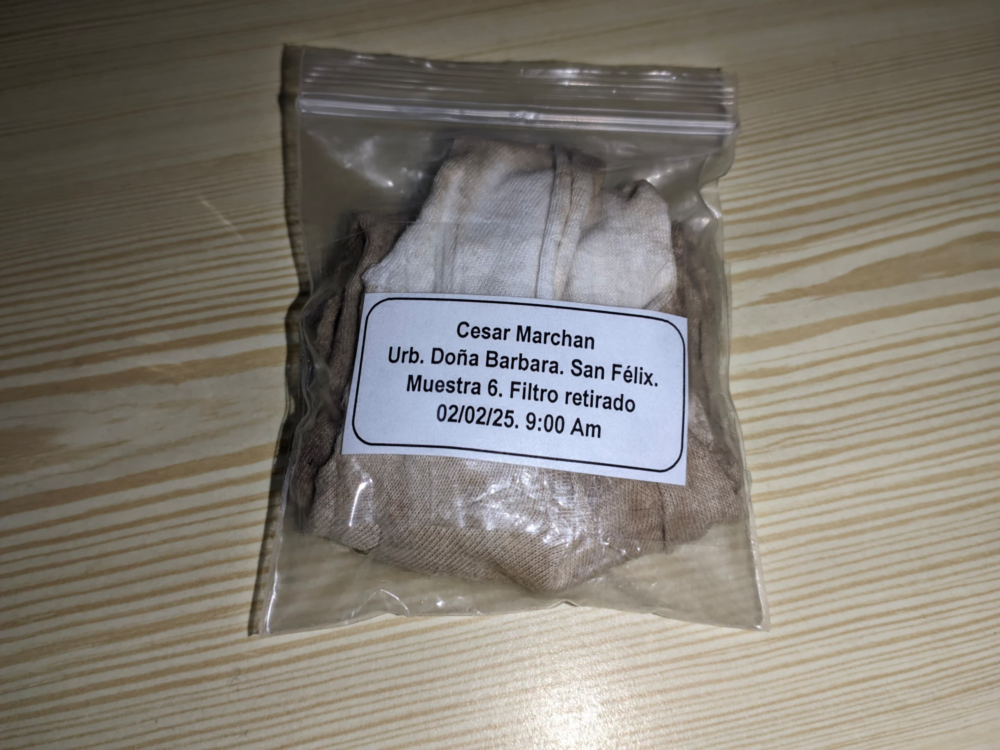 Cesar Marchan
Urb. Doña Barbara. San Félix.
Muestra 6. Filtro retirado
02/02/25. 9:00 Am